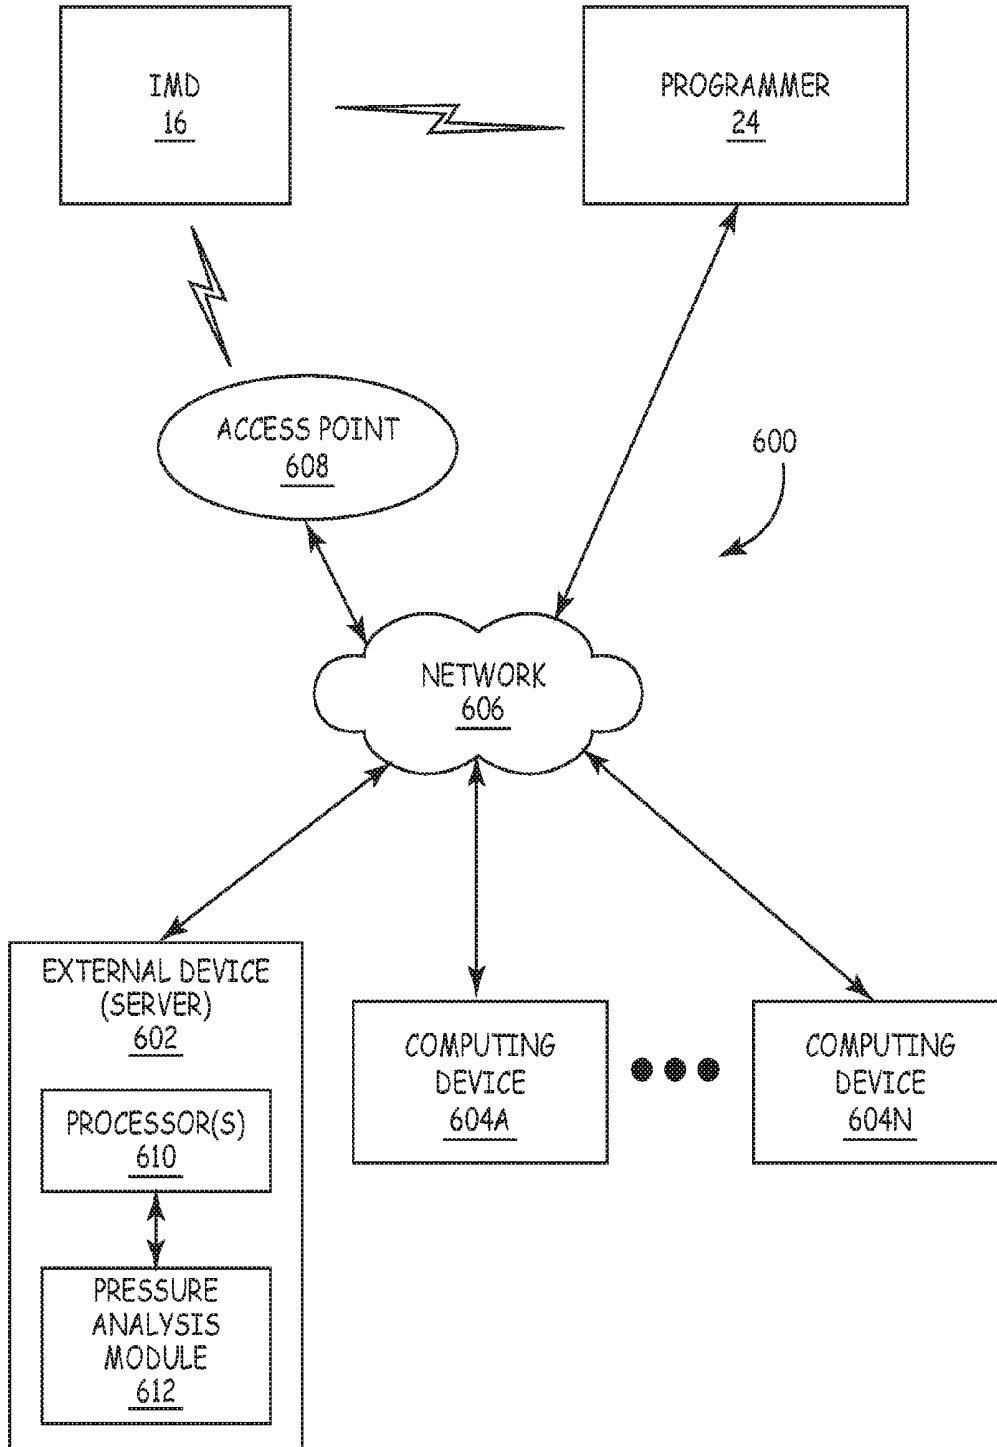 IMD
16
PROGRAMMER
24
ACCESS POINT
608
600
NETWORK
606
EXTERNAL DEVICE
(SERVER)
602
PROCESSOR(S)
610
PRESSURE
ANALYSIS
MODULE
612
COMPUTING
DEVICE
604A
COMPUTING
DEVICE
604N